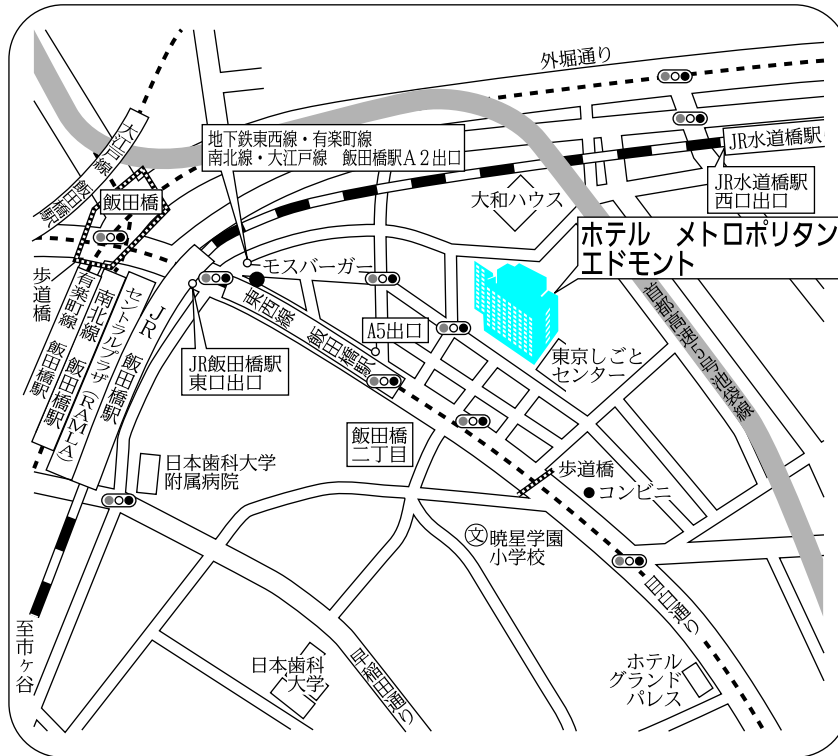 外堀通り
大江戸線
飯田橋駅
地下鉄東西線・有楽町線
南北線・大江戸線　飯田橋駅A2出口
JR水道橋駅
JR水道橋駅
西口出口
飯田橋
大和ハウス
ホテル　メトロポリタン
エドモント
歩道橋
モスバーガー
有楽町線　飯田橋駅
南北線　飯田橋駅
セントラルプラザ（RAMLA）
JR　飯田橋駅
東西線　飯田橋駅
A5出口
首都高速5号池袋線
JR飯田橋駅
東口出口
東京しごと
センター
飯田橋
二丁目
日本歯科大学
附属病院
歩道橋
コンビニ
文
暁星学園
小学校
目白通り
至市ヶ谷
日本歯科
大学
早稲田通り
ホテル
グランド
パレス